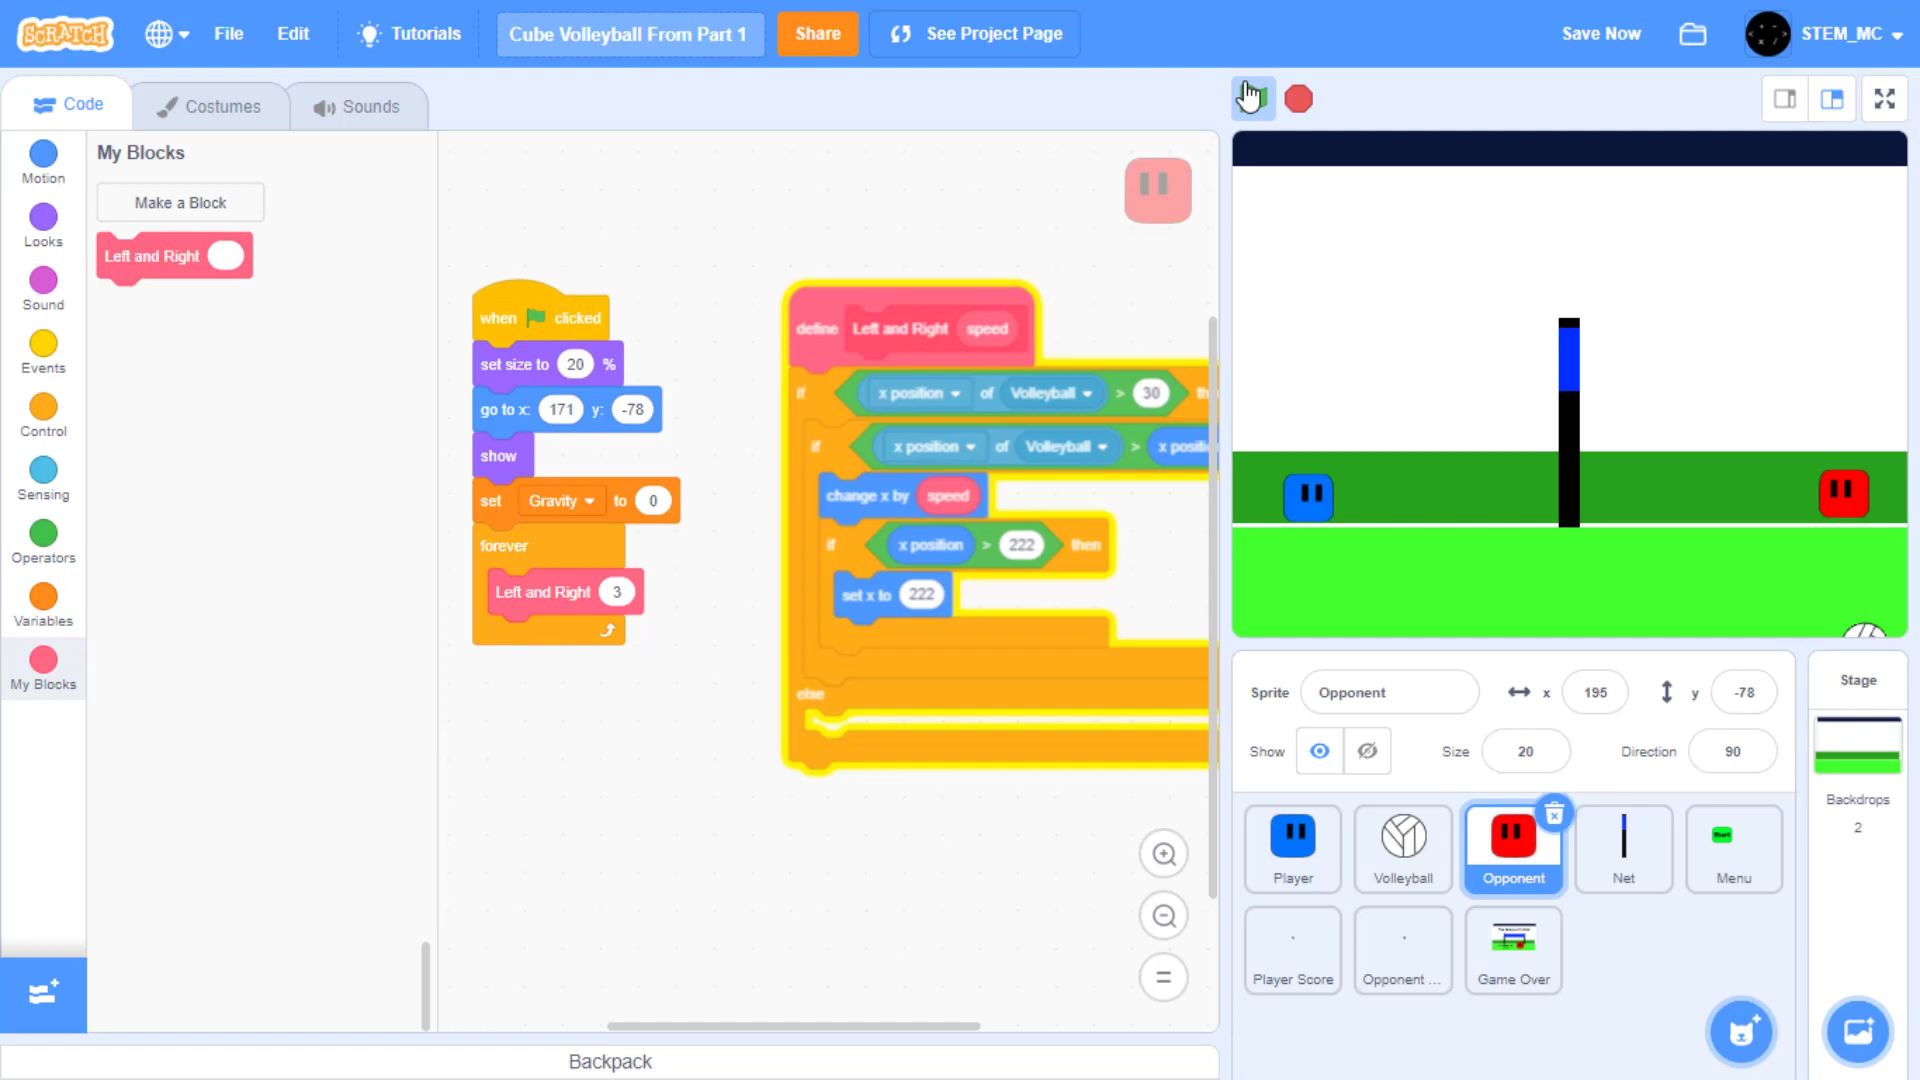 SCRATCH File Edit Tutorials Cube Volleyball From Part 1 Share See Project Page Save Now STEM_MC
Code Costumes Sounds
Motion
Looks
Sound
Events
Control
Sensing
Operators
Variables
My Blocks
My Blocks
Make a Block
Left and Right
when clicked
set size to 20 %
go to x: 171 y: -78
show
set Gravity to 0
forever
Left and Right 3
define Left and Right speed
if x position of Volleyball > 30
if x position of Volleyball >
change x by speed
if x position > 222 then
set x to 222
else
=
Backpack
Sprite Opponent x 195 y -78
Show Size 20 Direction 90
Player Volleyball Opponent Net Start Menu
Player Score Opponent ... Game Over
Stage
Backdrops
2